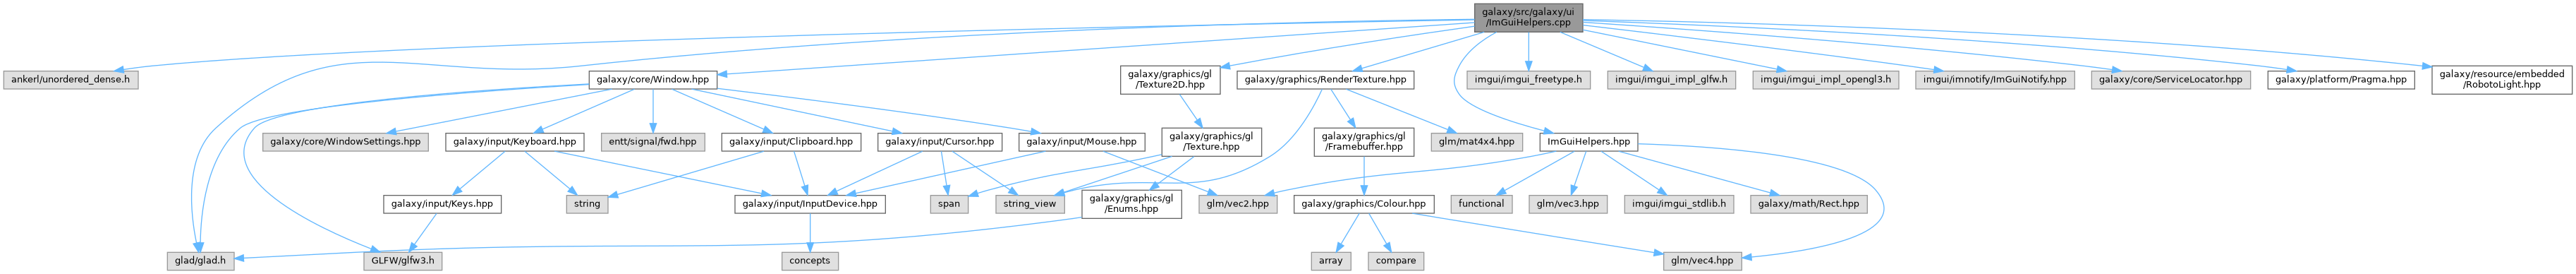 galaxy/src/galaxy/ui
/ImGuiHelpers.cpp
ankerl/unordered_dense.h
galaxy/core/Window.hpp
galaxy/graphics/gl
/Texture2D.hpp
galaxy/graphics/RenderTexture.hpp
imgui/imgui_freetype.h
imgui/imgui_impl_glfw.h
imgui/imgui_impl_opengl3.h
imgui/imnotify/ImGuiNotify.hpp
galaxy/core/ServiceLocator.hpp
galaxy/platform/Pragma.hpp
galaxy/resource/embedded
/RobotoLight.hpp
galaxy/core/WindowSettings.hpp
galaxy/input/Keyboard.hpp
entt/signal/fwd.hpp
galaxy/input/Clipboard.hpp
galaxy/input/Cursor.hpp
galaxy/input/Mouse.hpp
galaxy/graphics/gl
/Texture.hpp
galaxy/graphics/gl
/Framebuffer.hpp
glm/mat4x4.hpp
ImGuiHelpers.hpp
galaxy/input/Keys.hpp
string
galaxy/input/InputDevice.hpp
span
string_view
galaxy/graphics/gl
/Enums.hpp
glm/vec2.hpp
galaxy/graphics/Colour.hpp
functional
glm/vec3.hpp
imgui/imgui_stdlib.h
galaxy/math/Rect.hpp
glad/glad.h
GLFW/glfw3.h
concepts
array
compare
glm/vec4.hpp